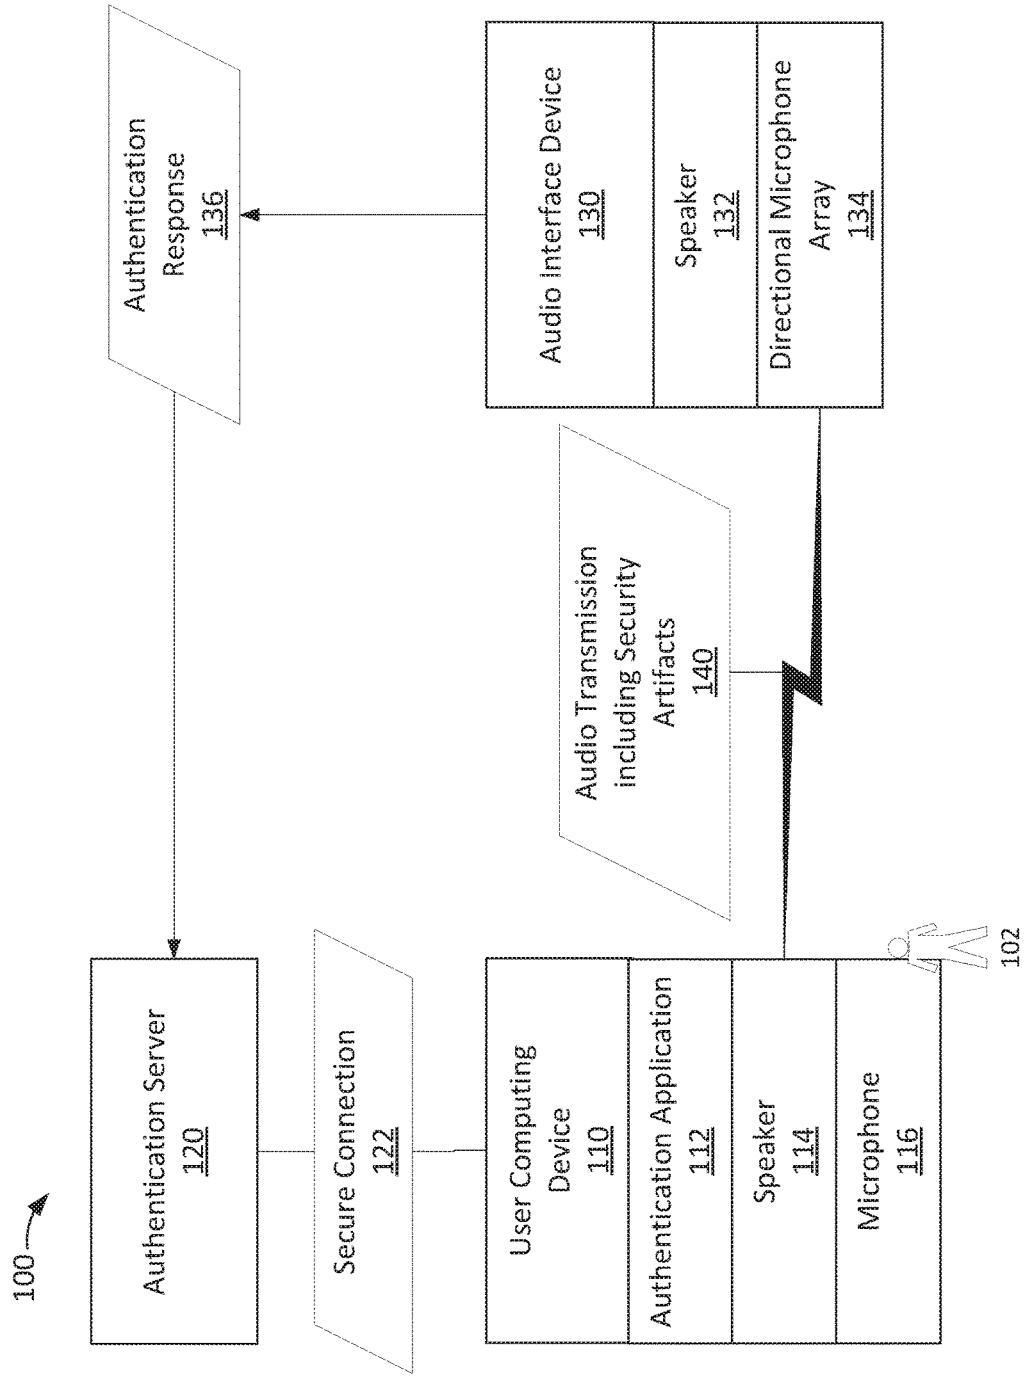 100
Authentication Server
120
Secure Connection
122
User Computing
Device
110
Authentication Application
112
Speaker
114
Microphone
116
102
Audio Transmission
including Security
Artifacts
140
Authentication
Response
136
Audio Interface Device
130
Speaker
132
Directional Microphone
Array
134